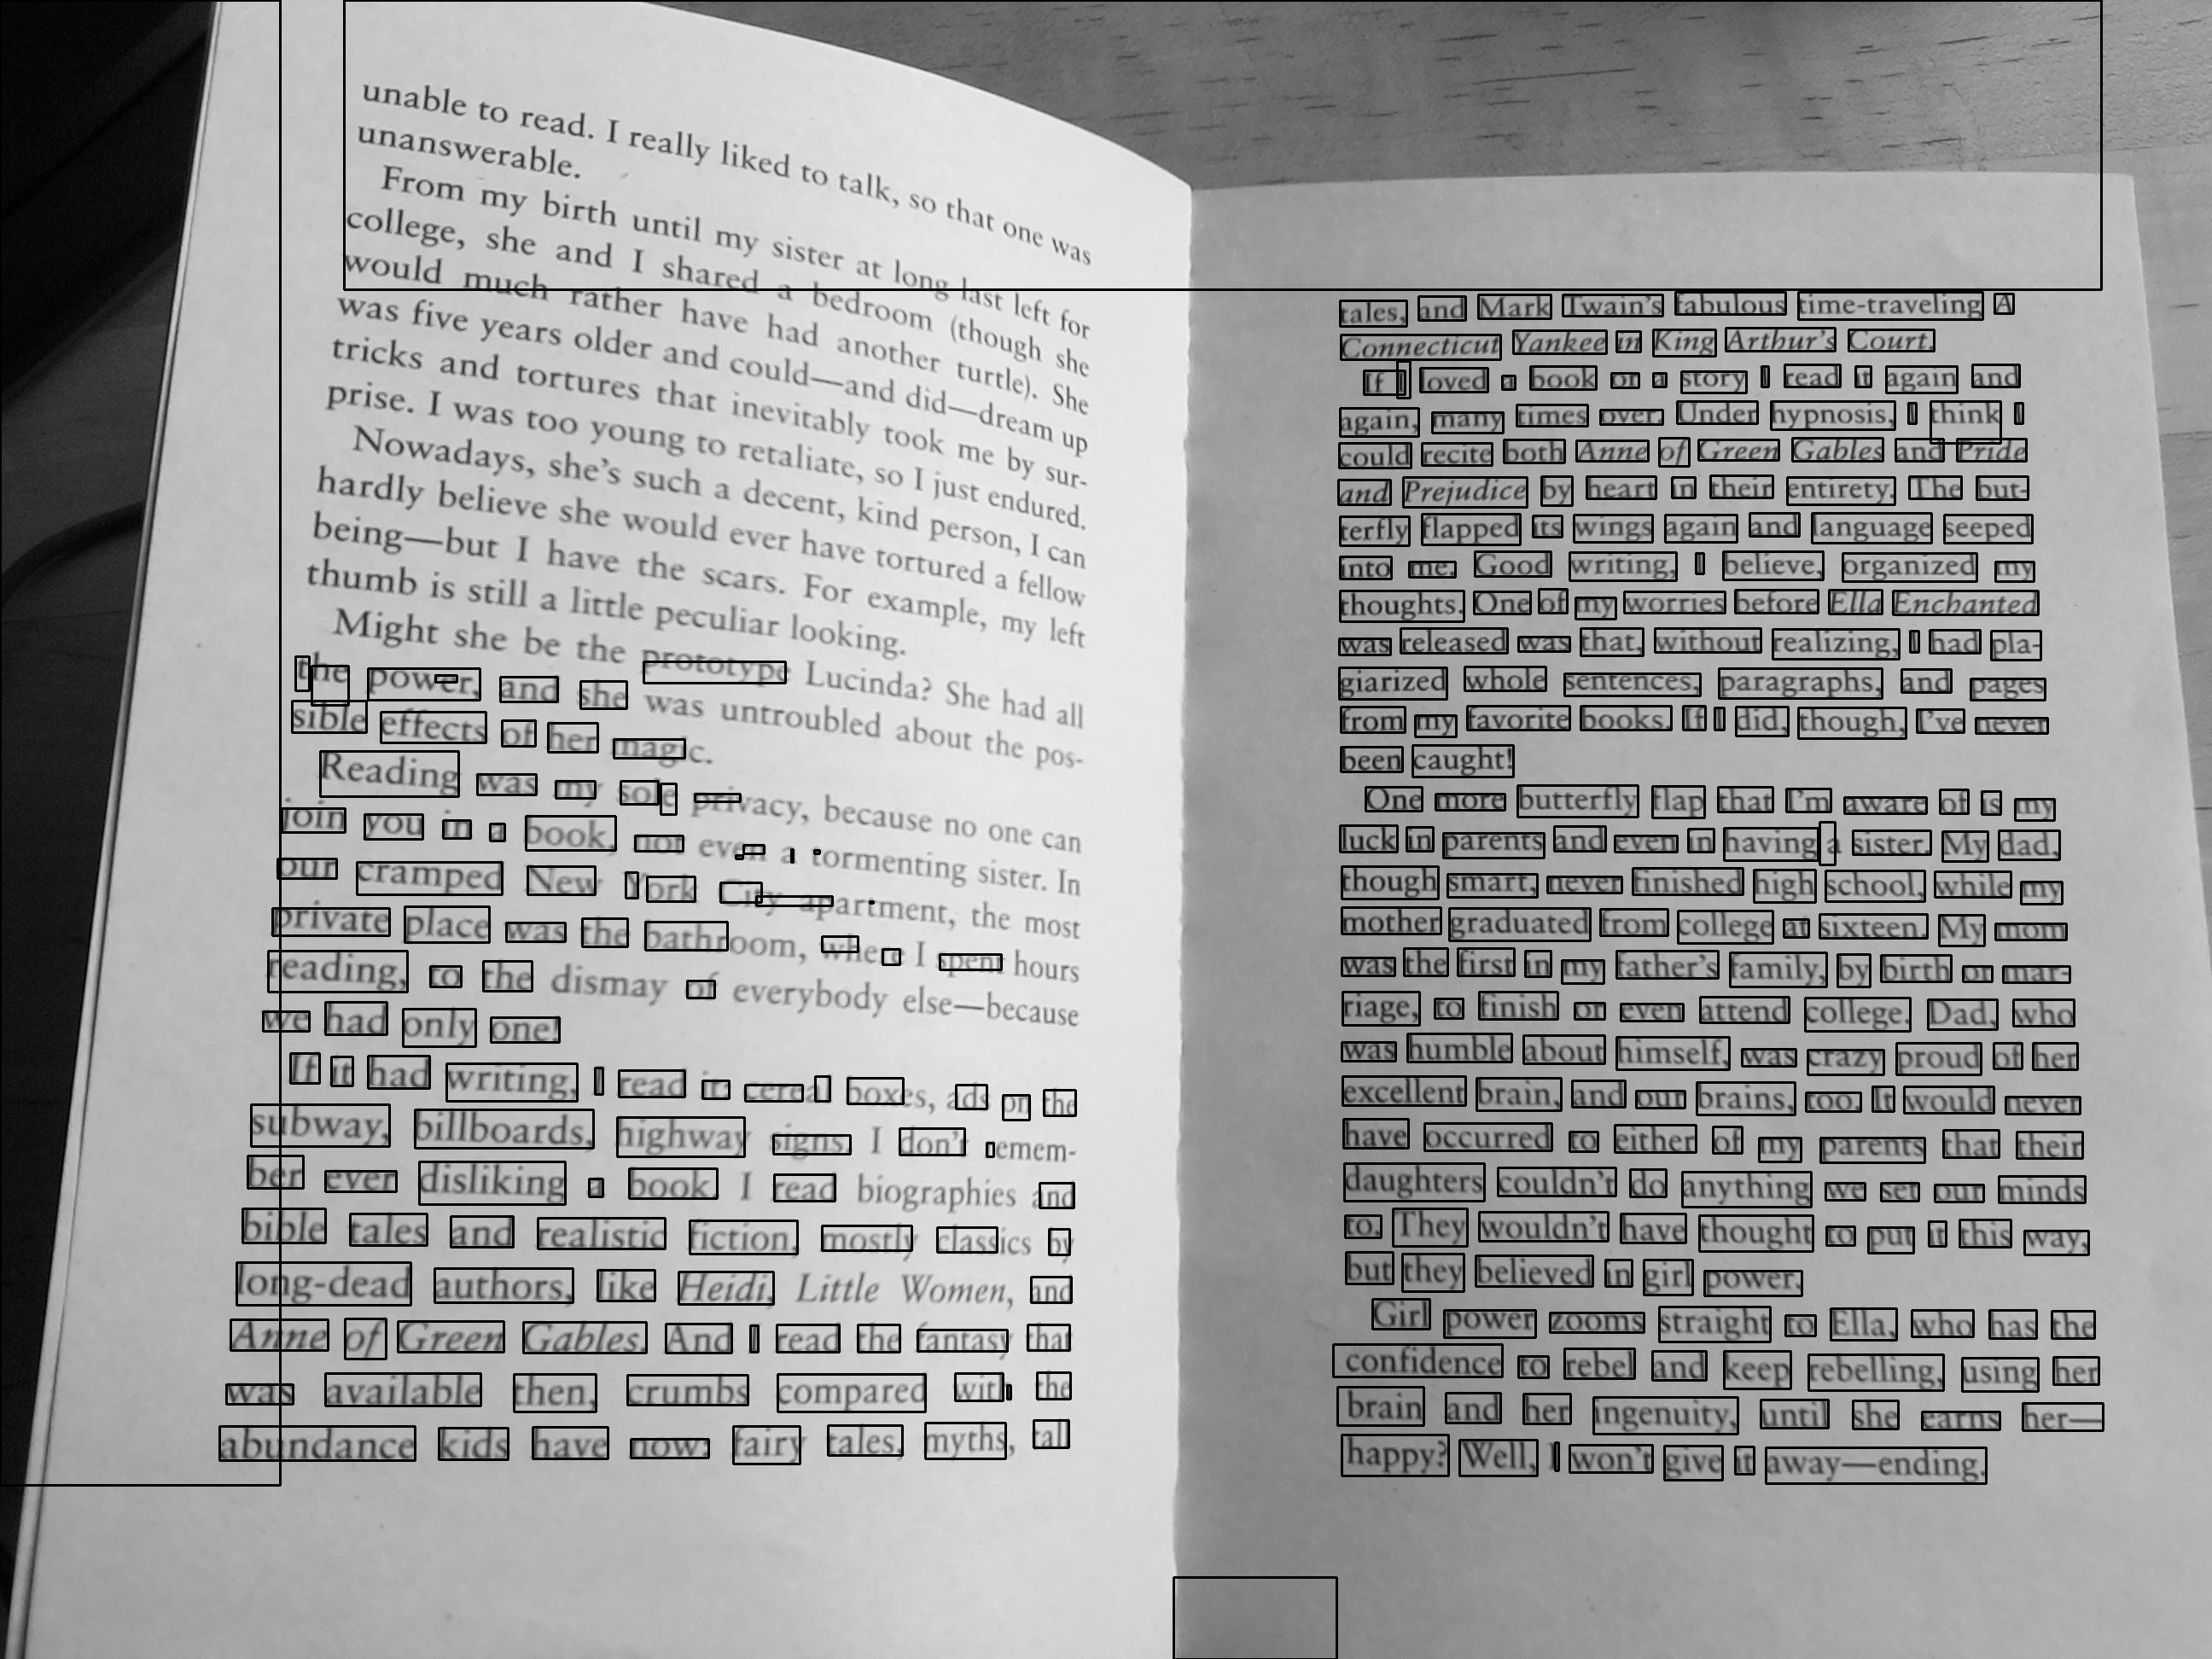 unable to read. I really liked to talk, so that one was
unanswerable.
From my birth until my sister at long last left for
college, she and I shared a bedroom (though she
would much rather have had another turtle). She
was five years older and could—and did—dream up
tricks and tortures that inevitably took me by sur-
prise. I was too young to retaliate, so I just endured.
Nowadays, she's such a decent, kind person, I can
hardly believe she would ever have tortured a fellow
being—but I have the scars. For example, my left
thumb is still a little peculiar looking.
Might she be the prototype Lucinda? She had all
the power, and she was untroubled about the pos-
sible effects of her magic.
Reading was my sole privacy, because no one can
join you in a book, not even a tormenting sister. In
our cramped New York City apartment, the most
private place was the bathroom, where I spent hours
reading, to the dismay of everybody else—because
we had only one!
If it had writing, I read it: cereal boxes, ads on the
subway, billboards, highway signs. I don't remem-
ber ever disliking a book. I read biographies and
bible tales and realistic fiction, mostly classics by
long-dead authors, like Heidi, Little Women, and
Anne of Green Gables. And I read the fantasy that
was available then, crumbs compared with the
abundance kids have now: fairy tales, myths, tall
tales, and Mark Twain's fabulous time-traveling A
Connecticut Yankee in King Arthur's Court.
If I loved a book or a story I read it again and
again, many times over. Under hypnosis, I think I
could recite both Anne of Green Gables and Pride
and Prejudice by heart in their entirety. The but-
terfly flapped its wings again and language seeped
into me. Good writing, I believe, organized my
thoughts. One of my worries before Ella Enchanted
was released was that, without realizing, I had pla-
giarized whole sentences, paragraphs, and pages
from my favorite books. If I did, though, I've never
been caught!
One more butterfly flap that I'm aware of is my
luck in parents and even in having a sister. My dad,
though smart, never finished high school, while my
mother graduated from college at sixteen. My mom
was the first in my father's family, by birth or mar-
riage, to finish or even attend college. Dad, who
was humble about himself, was crazy proud of her
excellent brain, and our brains, too. It would never
have occurred to either of my parents that their
daughters couldn't do anything we set our minds
to. They wouldn't have thought to put it this way,
but they believed in girl power.
Girl power zooms straight to Ella, who has the
confidence to rebel and keep rebelling, using her
brain and her ingenuity, until she earns her—
happy? Well, I won't give it away—ending.